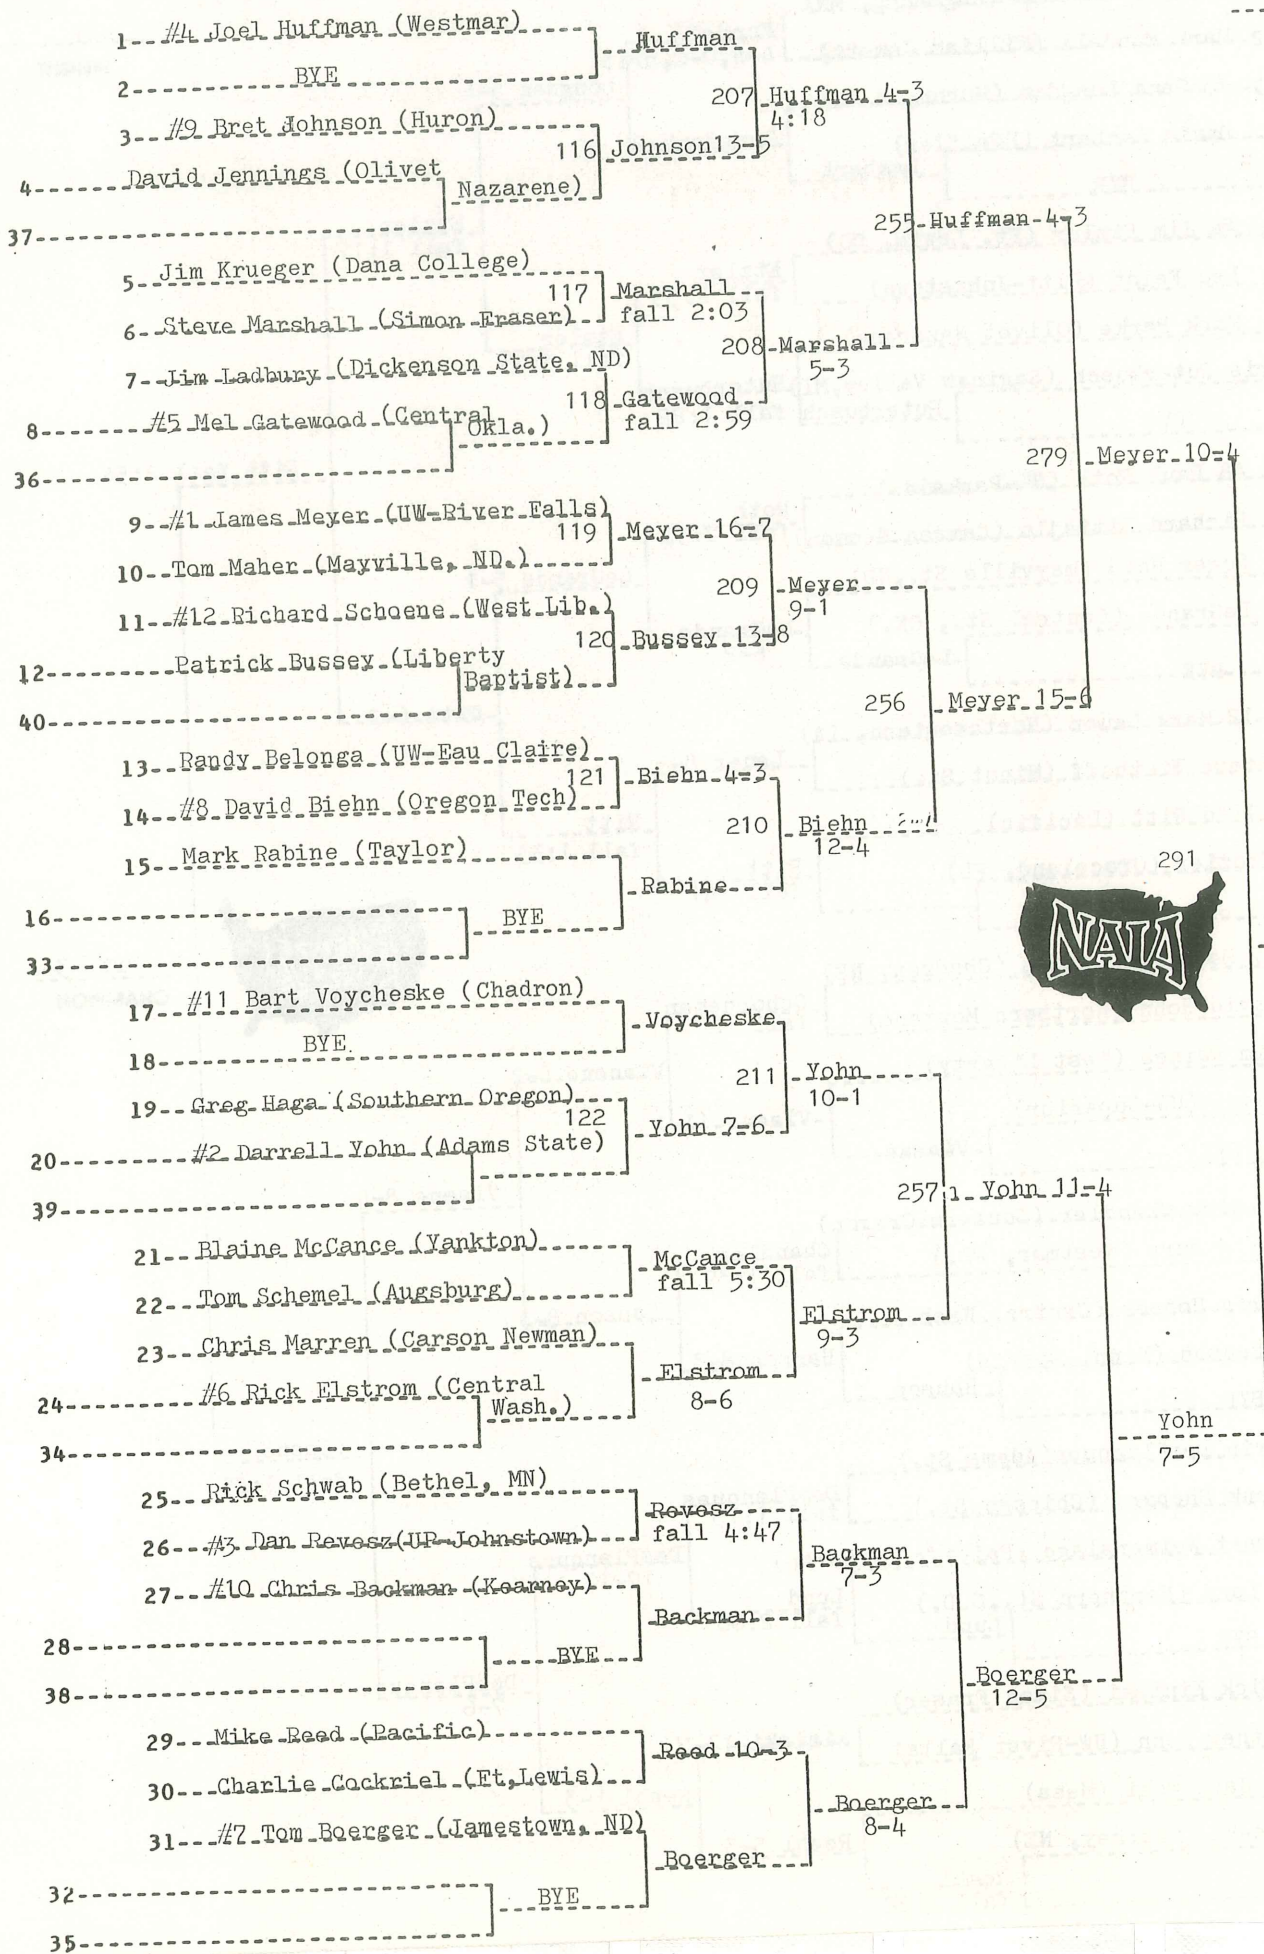 1 #4 Joel Huffman (Westmar)
Huffman
2 BYE
207 Huffman 4-3
4:18
3 #9 Bret Johnson (Huron)
116 Johnson 13-5
4 David Jennings (Olivet
Nazarene)
37
255 Huffman 4-3
5 Jim Krueger (Dana College)
117 Marshall
fall 2:03
6 Steve Marshall (Simon Fraser)
208 Marshall
5-3
7 Jim Ladbury (Dickenson State, ND)
118 Gatewood
fall 2:59
8 #5 Mel Gatewood (Central
Okla.)
36
279 Meyer 10-4
9 #1 James Meyer (UW-River Falls)
119 Meyer 16-7
10 Tom Maher (Mayville, ND.)
209 Meyer
9-1
11 #12 Richard Schoene (West Lib.)
120 Bussey 13-8
12 Patrick Bussey (Liberty
Baptist)
40
256 Meyer 15-6
13 Randy Belonga (UW-Eau Claire)
121 Biehn 4-3
14 #8 David Biehn (Oregon Tech)
210 Biehn
12-4
15 Mark Rabine (Taylor)
Rabine
16 BYE
33
291
NAIA
17 #11 Bart Voycheske (Chadron)
Voycheske
18 BYE
211 Yohn
10-1
19 Greg Haga (Southern Oregon)
122 Yohn 7-6
20 #2 Darrell Yohn (Adams State)
39
257 Yohn 11-4
21 Blaine McCance (Yankton)
McCance
fall 5:30
22 Tom Schemel (Augsburg)
Elstrom
9-3
23 Chris Marren (Carson Newman)
Elstrom
8-6
24 #6 Rick Elstrom (Central
Wash.)
34
Yohn
7-5
25 Rick Schwab (Bethel, MN)
Revesz
fall 4:47
26 #3 Dan Revesz (UP-Johnstown)
Backman
7-3
27 #10 Chris Backman (Kearney)
Backman
28 BYE
38
Boerger
12-5
29 Mike Reed (Pacific)
Reed 10-3
30 Charlie Cockriel (Ft, Lewis)
Boerger
8-4
31 #7 Tom Boerger (Jamestown, ND)
Boerger
32 BYE
35